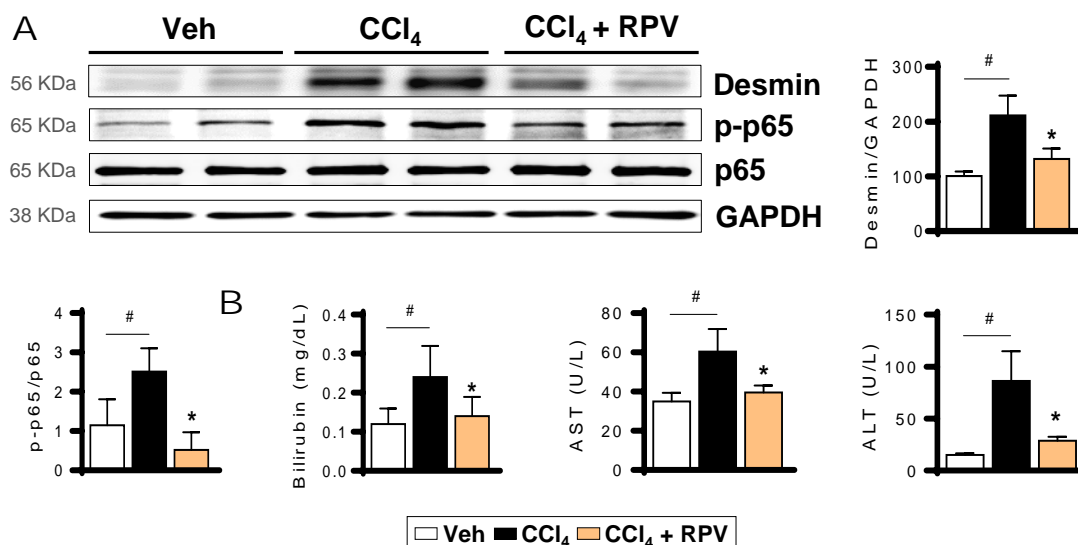 A
Veh CCl₄ CCl₄ + RPV
56 KDa Desmin
65 KDa p-p65
65 KDa p65
38 KDa GAPDH
Desmin/GAPDH
300
200
100
0
#
*
p-p65/p65
4
3
2
1
0
#
*
B
Bilirubin (mg/dL)
0.4
0.3
0.2
0.1
0.0
#
*
AST (U/L)
80
60
40
20
0
#
*
ALT (U/L)
150
100
50
0
#
*
Veh CCl₄ CCl₄ + RPV